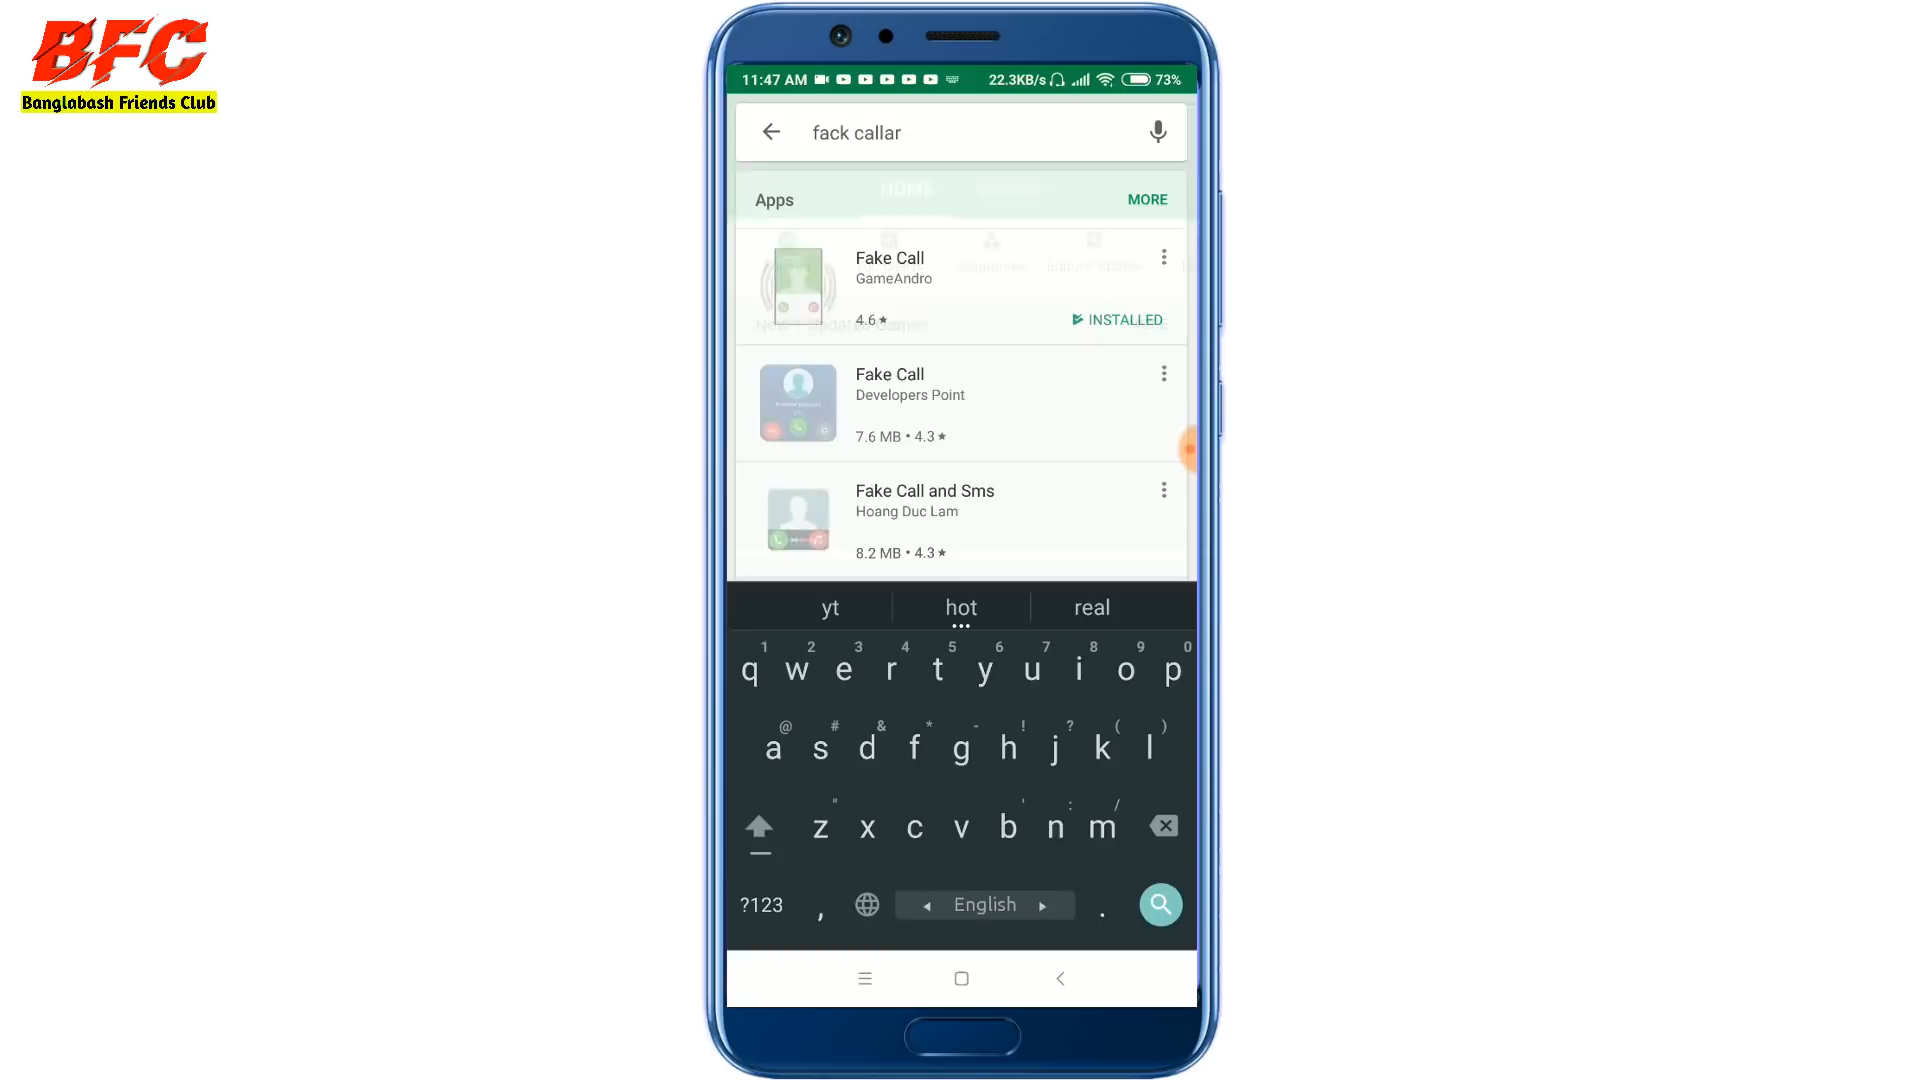 BFC
Banglabash Friends Club
11:47 AM 22.3KB/s 73%
fack callar
HOME
Apps MORE
Fake Call
GameAndro
4.6★ INSTALLED
Fake Call
Developers Point
7.6 MB • 4.3★
Fake Call and Sms
Hoang Duc Lam
8.2 MB • 4.3★
yt hot real
1 2 3 4 5 6 7 8 9 0
q w e r t y u i o p
@ # & * - ! ? ( )
a s d f g h j k l
" ' : /
z x c v b n m
?123 , English .